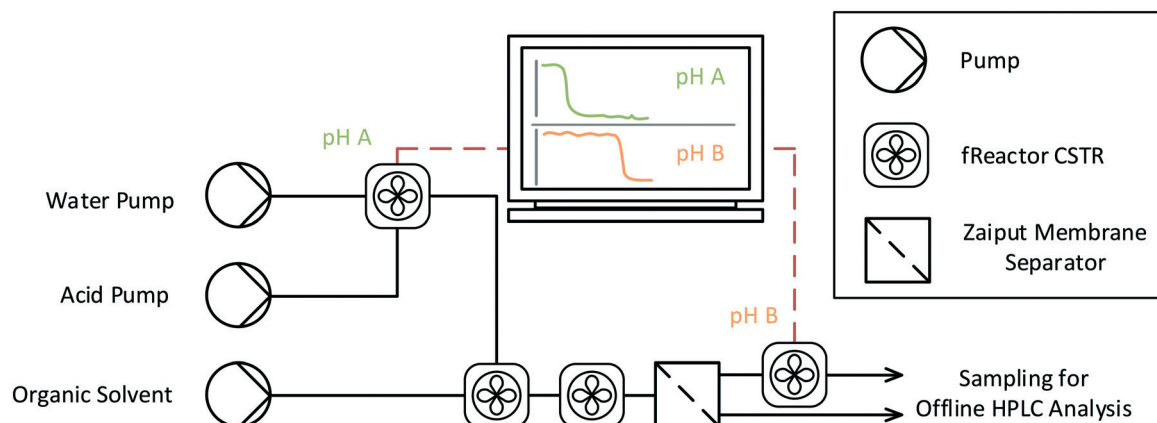 pH A
pH B
pH A
Water Pump
Acid Pump
pH B
Organic Solvent
Pump
fReactor CSTR
Zaiput Membrane
Separator
Sampling for
Offline HPLC Analysis